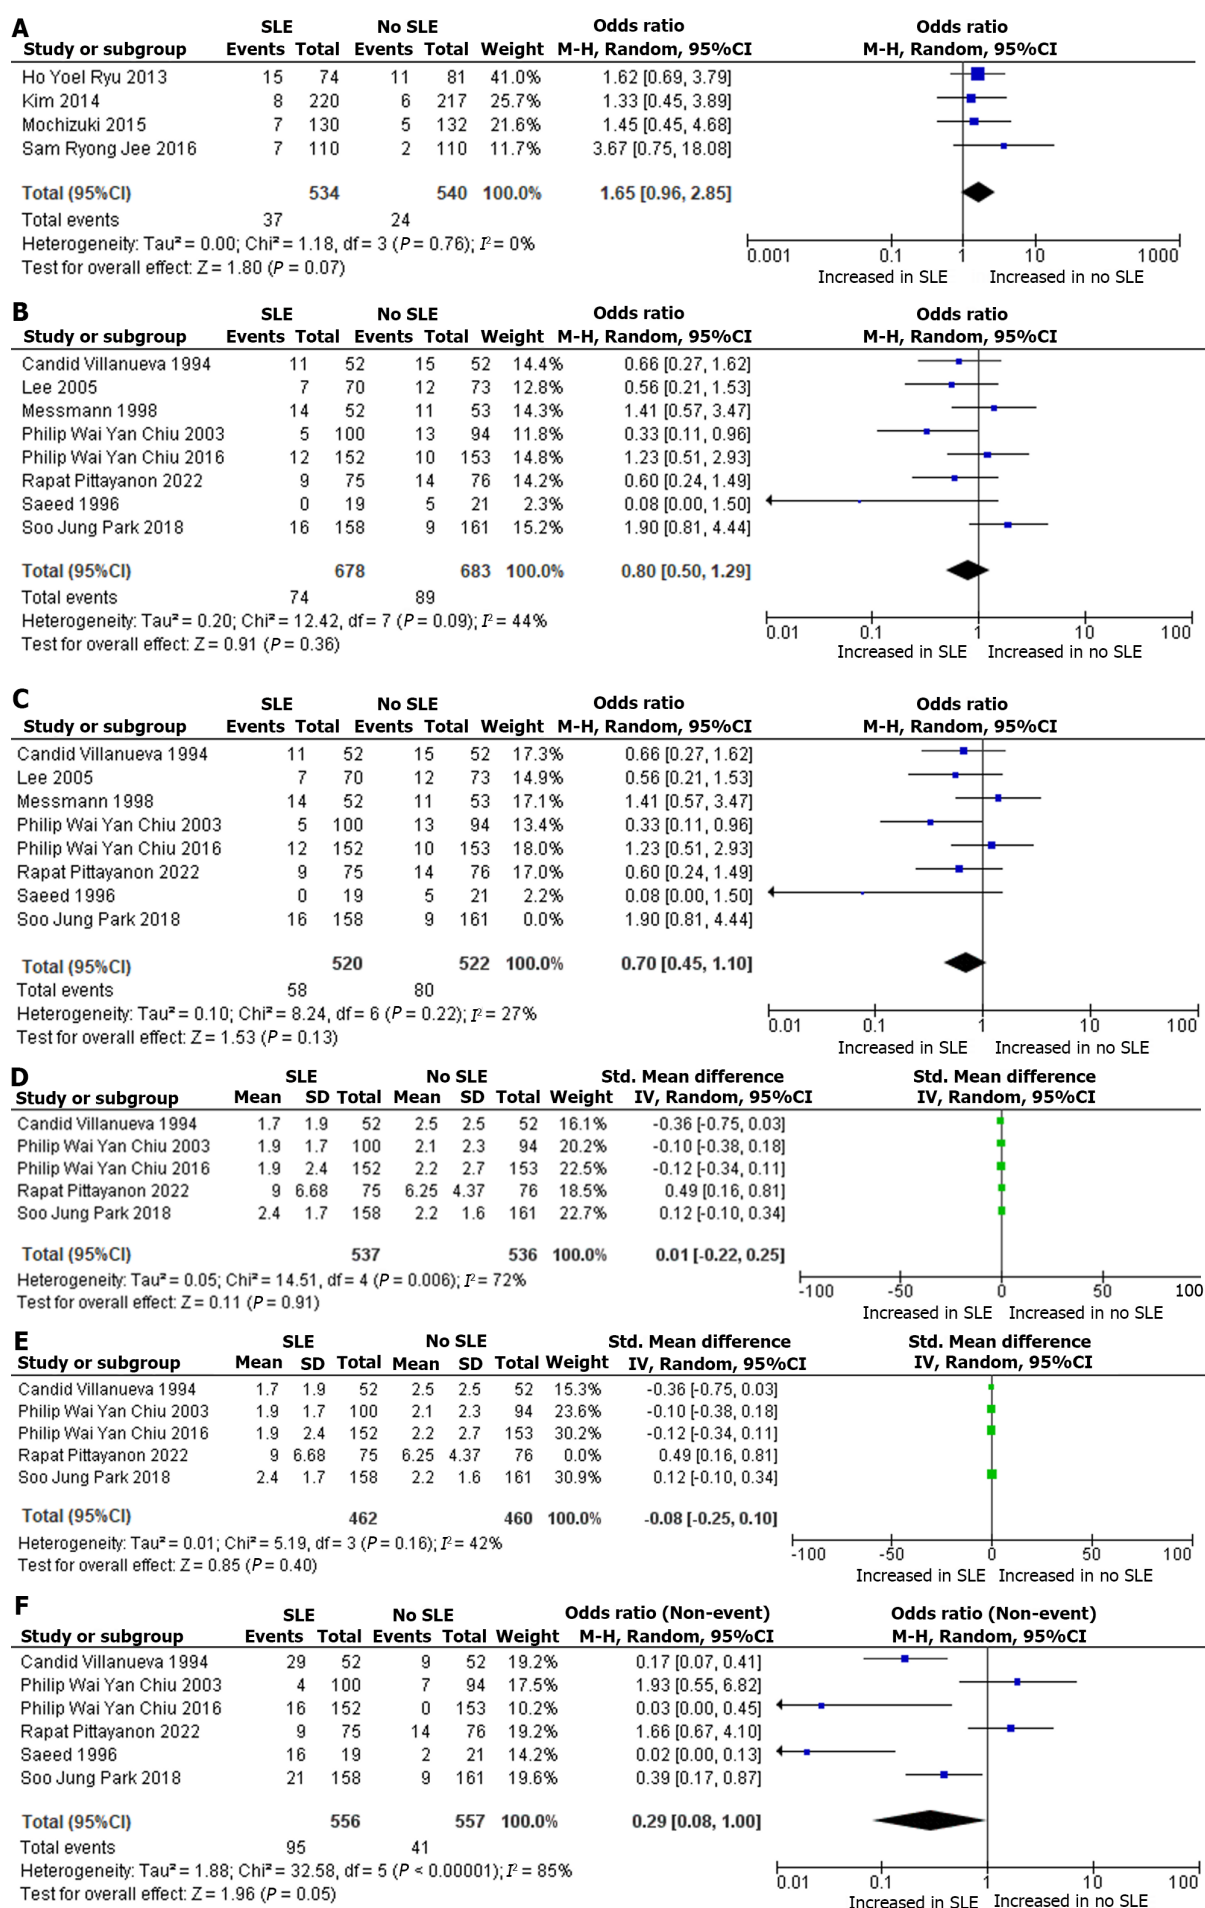 A
SLE No SLE Odds ratio Odds ratio
Study or subgroup Events Total Events Total Weight M-H, Random, 95%CI M-H, Random, 95%CI
Ho Yoel Ryu 2013 15 74 11 81 41.0% 1.62 [0.69, 3.79]
Kim 2014 8 220 6 217 25.7% 1.33 [0.45, 3.89]
Mochizuki 2015 7 130 5 132 21.6% 1.45 [0.45, 4.68]
Sam Ryong Jee 2016 7 110 2 110 11.7% 3.67 [0.75, 18.08]
Total (95%CI) 534 540 100.0% 1.65 [0.96, 2.85]
Total events 37 24
Heterogeneity: Tau² = 0.00; Chi² = 1.18, df = 3 (P = 0.76); I² = 0%
Test for overall effect: Z = 1.80 (P = 0.07)
0.001 0.1 1 10 1000
Increased in SLE Increased in no SLE
B
SLE No SLE Odds ratio Odds ratio
Study or subgroup Events Total Events Total Weight M-H, Random, 95%CI M-H, Random, 95%CI
Candid Villanueva 1994 11 52 15 52 14.4% 0.66 [0.27, 1.62]
Lee 2005 7 70 12 73 12.8% 0.56 [0.21, 1.53]
Messmann 1998 14 52 11 53 14.3% 1.41 [0.57, 3.47]
Philip Wai Yan Chiu 2003 5 100 13 94 11.8% 0.33 [0.11, 0.96]
Philip Wai Yan Chiu 2016 12 152 10 153 14.8% 1.23 [0.51, 2.93]
Rapat Pittayanon 2022 9 75 14 76 14.2% 0.60 [0.24, 1.49]
Saeed 1996 0 19 5 21 2.3% 0.08 [0.00, 1.50]
Soo Jung Park 2018 16 158 9 161 15.2% 1.90 [0.81, 4.44]
Total (95%CI) 678 683 100.0% 0.80 [0.50, 1.29]
Total events 74 89
Heterogeneity: Tau² = 0.20; Chi² = 12.42, df = 7 (P = 0.09); I² = 44%
Test for overall effect: Z = 0.91 (P = 0.36)
0.01 0.1 1 10 100
Increased in SLE Increased in no SLE
C
SLE No SLE Odds ratio Odds ratio
Study or subgroup Events Total Events Total Weight M-H, Random, 95%CI M-H, Random, 95%CI
Candid Villanueva 1994 11 52 15 52 17.3% 0.66 [0.27, 1.62]
Lee 2005 7 70 12 73 14.9% 0.56 [0.21, 1.53]
Messmann 1998 14 52 11 53 17.1% 1.41 [0.57, 3.47]
Philip Wai Yan Chiu 2003 5 100 13 94 13.4% 0.33 [0.11, 0.96]
Philip Wai Yan Chiu 2016 12 152 10 153 18.0% 1.23 [0.51, 2.93]
Rapat Pittayanon 2022 9 75 14 76 17.0% 0.60 [0.24, 1.49]
Saeed 1996 0 19 5 21 2.2% 0.08 [0.00, 1.50]
Soo Jung Park 2018 16 158 9 161 0.0% 1.90 [0.81, 4.44]
Total (95%CI) 520 522 100.0% 0.70 [0.45, 1.10]
Total events 58 80
Heterogeneity: Tau² = 0.10; Chi² = 8.24, df = 6 (P = 0.22); I² = 27%
Test for overall effect: Z = 1.53 (P = 0.13)
0.01 0.1 1 10 100
Increased in SLE Increased in no SLE
D
SLE No SLE Std. Mean difference Std. Mean difference
Study or subgroup Mean SD Total Mean SD Total Weight IV, Random, 95%CI IV, Random, 95%CI
Candid Villanueva 1994 1.7 1.9 52 2.5 2.5 52 16.1% -0.36 [-0.75, 0.03]
Philip Wai Yan Chiu 2003 1.9 1.7 100 2.1 2.3 94 20.2% -0.10 [-0.38, 0.18]
Philip Wai Yan Chiu 2016 1.9 2.4 152 2.2 2.7 153 22.5% -0.12 [-0.34, 0.11]
Rapat Pittayanon 2022 9 6.68 75 6.25 4.37 76 18.5% 0.49 [0.16, 0.81]
Soo Jung Park 2018 2.4 1.7 158 2.2 1.6 161 22.7% 0.12 [-0.10, 0.34]
Total (95%CI) 537 536 100.0% 0.01 [-0.22, 0.25]
Heterogeneity: Tau² = 0.05; Chi² = 14.51, df = 4 (P = 0.006); I² = 72%
Test for overall effect: Z = 0.11 (P = 0.91)
-100 -50 0 50 100
Increased in SLE Increased in no SLE
E
SLE No SLE Std. Mean difference Std. Mean difference
Study or subgroup Mean SD Total Mean SD Total Weight IV, Random, 95%CI IV, Random, 95%CI
Candid Villanueva 1994 1.7 1.9 52 2.5 2.5 52 15.3% -0.36 [-0.75, 0.03]
Philip Wai Yan Chiu 2003 1.9 1.7 100 2.1 2.3 94 23.6% -0.10 [-0.38, 0.18]
Philip Wai Yan Chiu 2016 1.9 2.4 152 2.2 2.7 153 30.2% -0.12 [-0.34, 0.11]
Rapat Pittayanon 2022 9 6.68 75 6.25 4.37 76 0.0% 0.49 [0.16, 0.81]
Soo Jung Park 2018 2.4 1.7 158 2.2 1.6 161 30.9% 0.12 [-0.10, 0.34]
Total (95%CI) 462 460 100.0% -0.08 [-0.25, 0.10]
Heterogeneity: Tau² = 0.01; Chi² = 5.19, df = 3 (P = 0.16); I² = 42%
Test for overall effect: Z = 0.85 (P = 0.40)
-100 -50 0 50 100
Increased in SLE Increased in no SLE
F
SLE No SLE Odds ratio (Non-event) Odds ratio (Non-event)
Study or subgroup Events Total Events Total Weight M-H, Random, 95%CI M-H, Random, 95%CI
Candid Villanueva 1994 29 52 9 52 19.2% 0.17 [0.07, 0.41]
Philip Wai Yan Chiu 2003 4 100 7 94 17.5% 1.93 [0.55, 6.82]
Philip Wai Yan Chiu 2016 16 152 0 153 10.2% 0.03 [0.00, 0.45]
Rapat Pittayanon 2022 9 75 14 76 19.2% 1.66 [0.67, 4.10]
Saeed 1996 16 19 2 21 14.2% 0.02 [0.00, 0.13]
Soo Jung Park 2018 21 158 9 161 19.6% 0.39 [0.17, 0.87]
Total (95%CI) 556 557 100.0% 0.29 [0.08, 1.00]
Total events 95 41
Heterogeneity: Tau² = 1.88; Chi² = 32.58, df = 5 (P < 0.00001); I² = 85%
Test for overall effect: Z = 1.96 (P = 0.05)
0.01 0.1 1 10 100
Increased in SLE Increased in no SLE